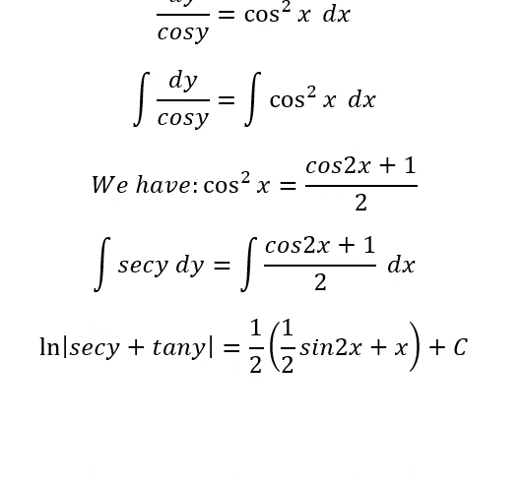 dy/cosy = cos² x dx
∫ dy/cosy = ∫ cos² x dx
We have: cos² x = (cos2x + 1)/2
∫ secy dy = ∫ (cos2x + 1)/2 dx
ln|secy + tany| = 1/2 (1/2 sin2x + x) + C